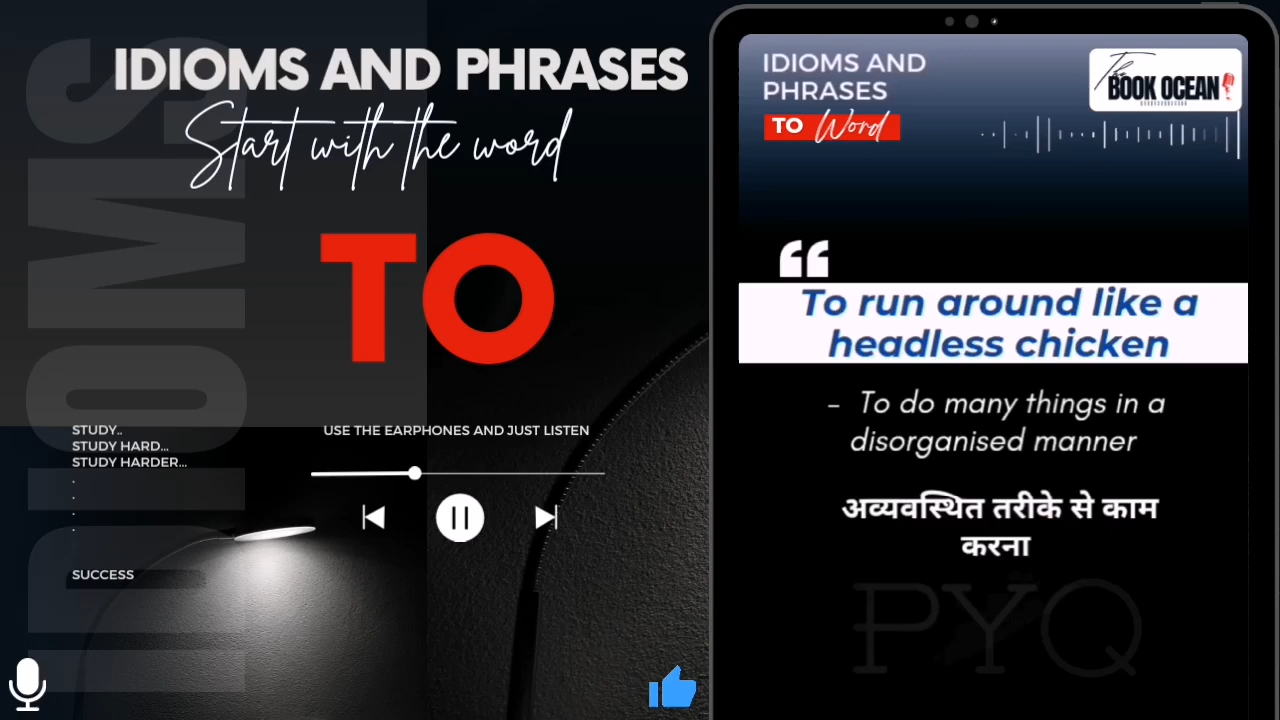 IDIOMS
IDIOMS AND PHRASES
Start with the word
TO
STUDY..
STUDY HARD...
STUDY HARDER...
.
.
.
.
SUCCESS
USE THE EARPHONES AND JUST LISTEN
IDIOMS AND
PHRASES
TO Word
The
BOOK OCEAN
To run around like a
headless chicken
- To do many things in a
disorganised manner
अव्यवस्थित तरीके से काम
करना
PYQ